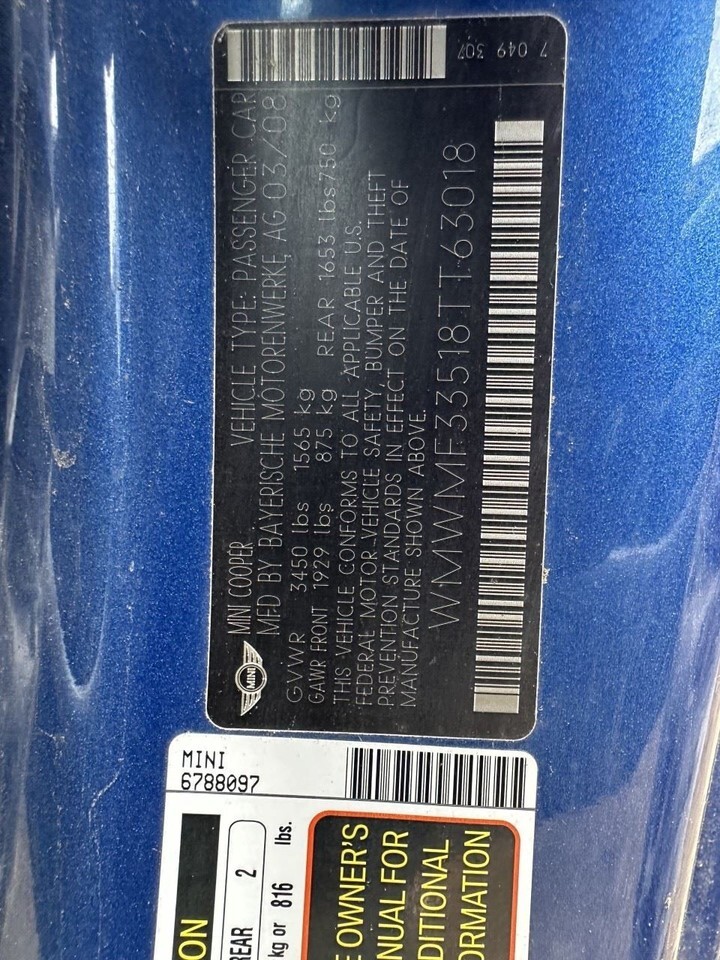 7 049 307
MINI
MINI COOPER VEHICLE TYPE: PASSENGER CAR
MFD BY BAYERISCHE MOTORENWERKE AG 03/08
GVWR 3450 lbs 1565 kg
GAWR FRONT 1929 lbs 875 kg REAR 1653 lbs 750 kg
THIS VEHICLE CONFORMS TO ALL APPLICABLE U.S.
FEDERAL MOTOR VEHICLE SAFETY, BUMPER AND THEFT
PREVENTION STANDARDS IN EFFECT ON THE DATE OF
MANUFACTURE SHOWN ABOVE.
WMWMF33518TT63018
MINI
6788097
ON
REAR 2
kg or 816 lbs.
E OWNER'S
NUAL FOR
DITIONAL
ORMATION